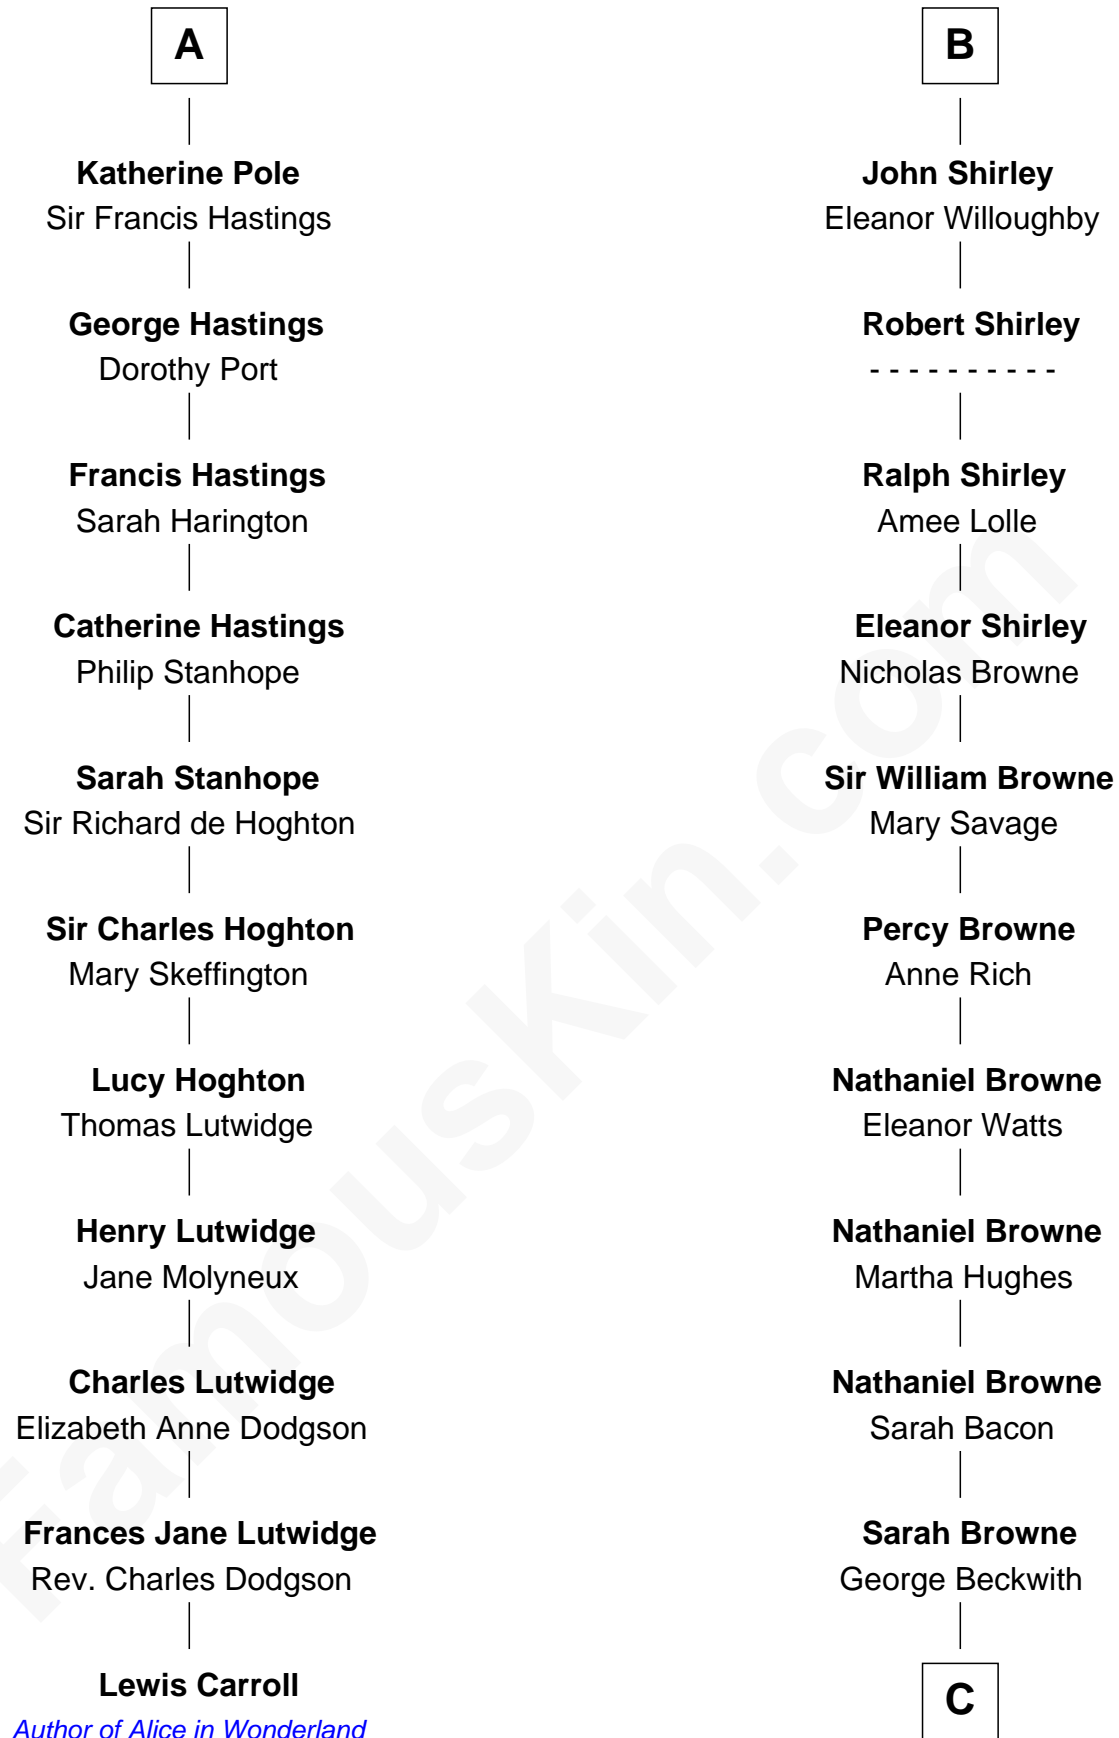 A
Katherine Pole
Sir Francis Hastings
George Hastings
Dorothy Port
Francis Hastings
Sarah Harington
Catherine Hastings
Philip Stanhope
Sarah Stanhope
Sir Richard de Hoghton
Sir Charles Hoghton
Mary Skeffington
Lucy Hoghton
Thomas Lutwidge
Henry Lutwidge
Jane Molyneux
Charles Lutwidge
Elizabeth Anne Dodgson
Frances Jane Lutwidge
Rev. Charles Dodgson
Lewis Carroll
Author of Alice in Wonderland
B
John Shirley
Eleanor Willoughby
Robert Shirley
- - - - - - - - - -
Ralph Shirley
Amee Lolle
Eleanor Shirley
Nicholas Browne
Sir William Browne
Mary Savage
Percy Browne
Anne Rich
Nathaniel Browne
Eleanor Watts
Nathaniel Browne
Martha Hughes
Nathaniel Browne
Sarah Bacon
Sarah Browne
George Beckwith
C
FamousKin.com